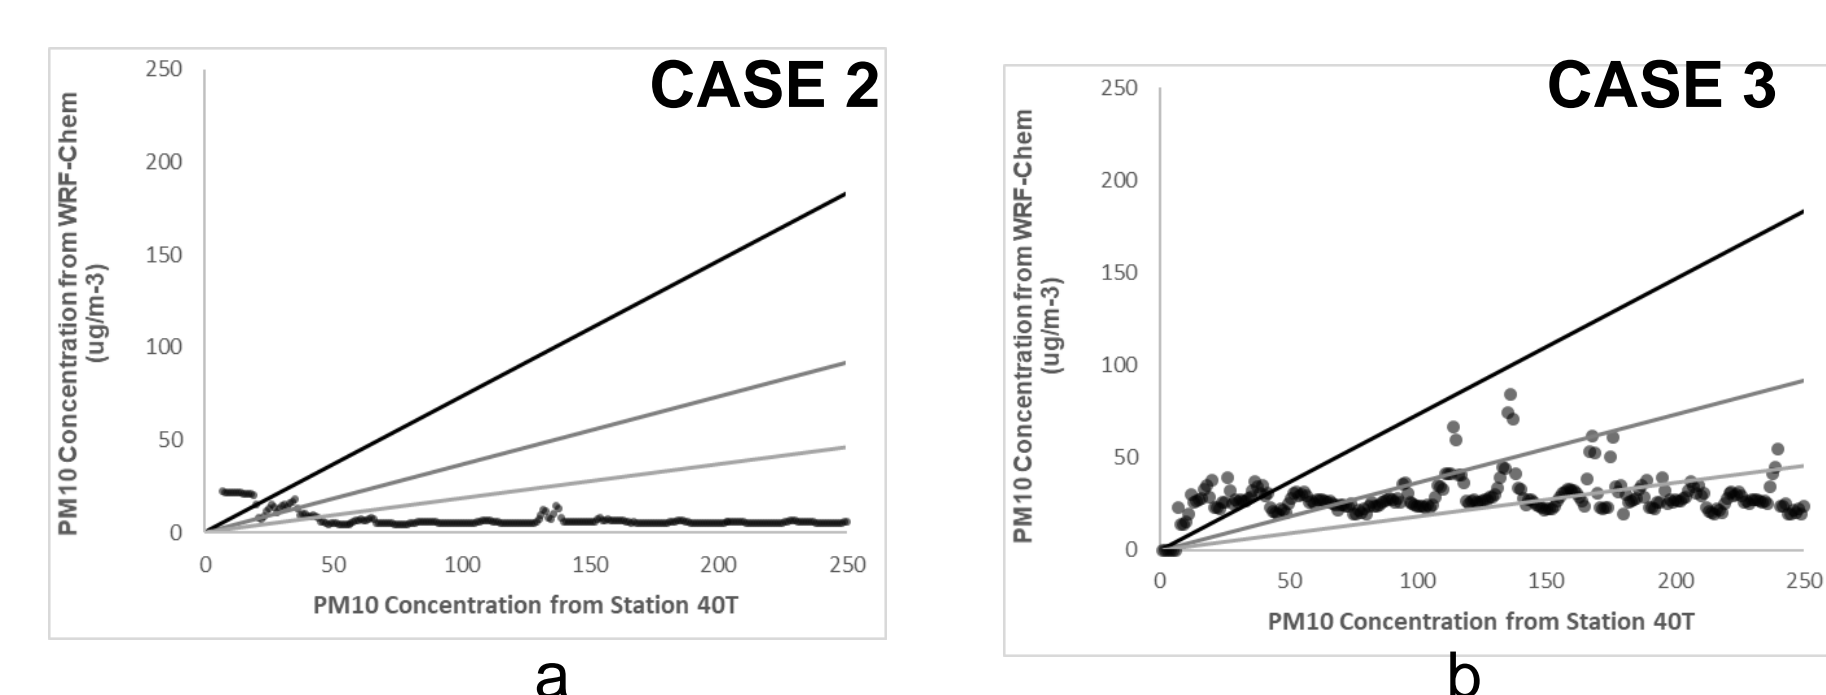 CASE 2
250
200
150
100
50
0
PM10 Concentration from WRF-Chem
(ug/m-3)
0 50 100 150 200 250
PM10 Concentration from Station 40T
a
CASE 3
250
200
150
100
50
0
PM10 Concentration from WRF-Chem
(ug/m-3)
0 50 100 150 200 250
PM10 Concentration from Station 40T
b